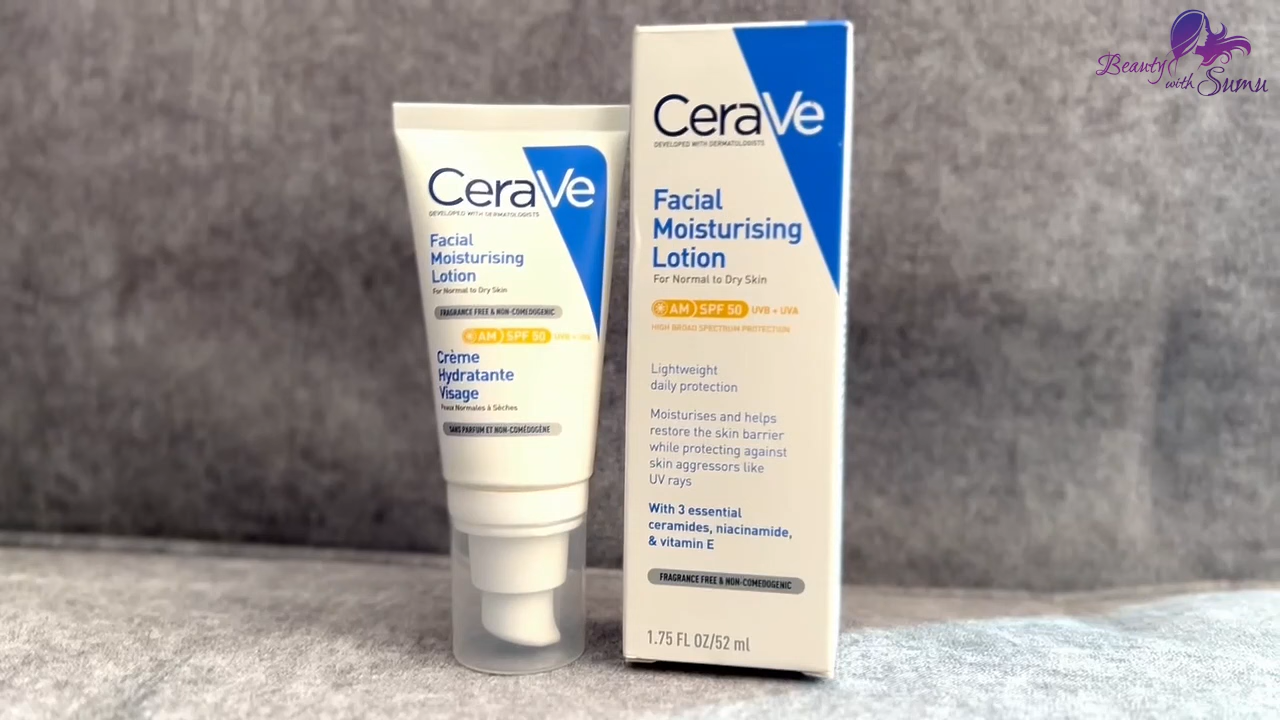 CeraVe
DEVELOPED WITH DERMATOLOGISTS
Facial
Moisturising
Lotion
For Normal to Dry Skin
FRAGRANCE FREE & NON-COMEDOGENIC
AM SPF 50 UVB + UVA
Crème
Hydratante
Visage
Peaux Normales à Sèches
SANS PARFUM ET NON-COMÉDOGÈNE
CeraVe
DEVELOPED WITH DERMATOLOGISTS
Facial
Moisturising
Lotion
For Normal to Dry Skin
AM SPF 50 UVB + UVA
HIGH BROAD SPECTRUM PROTECTION
Lightweight
daily protection
Moisturises and helps
restore the skin barrier
while protecting against
skin aggressors like
UV rays
With 3 essential
ceramides, niacinamide,
& vitamin E
FRAGRANCE FREE & NON-COMEDOGENIC
1.75 FL OZ/52 ml
Beauty with Sumu